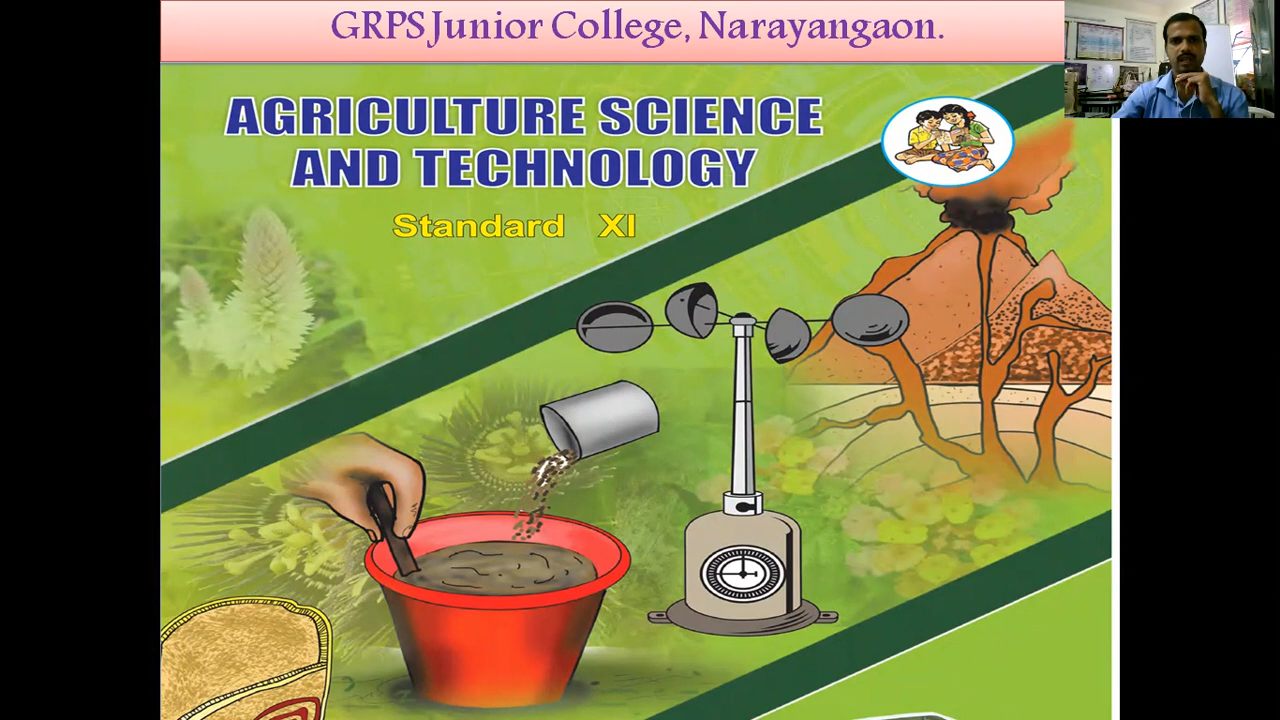 GRPS Junior College, Narayangaon.
AGRICULTURE SCIENCE
AND TECHNOLOGY
Standard XI